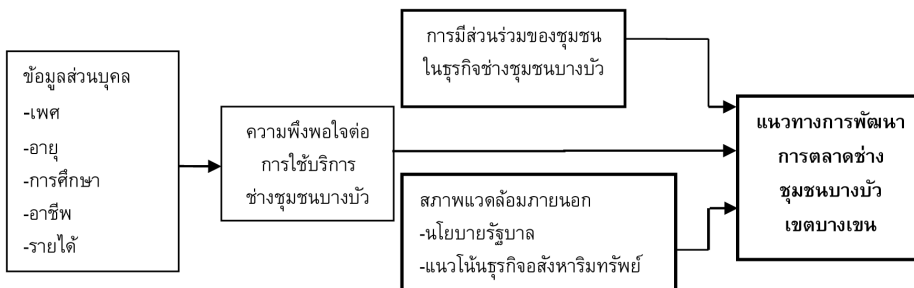 ข้อมูลส่วนบุคล
-เพศ
-อายุ
-การศึกษา
-อาชีพ
-รายได้
ความพึงพอใจต่อ
การใช้บริการ
ช่างชุมชนบางบัว
การมีส่วนร่วมของชุมชน
ในธุรกิจช่างชุมชนบางบัว
สภาพแวดล้อมภายนอก
-นโยบายรัฐบาล
-แนวโน้นธุรกิจอสังหาริมทรัพย์
แนวทางการพัฒนา
การตลาดช่าง
ชุมชนบางบัว
เขตบางเขน